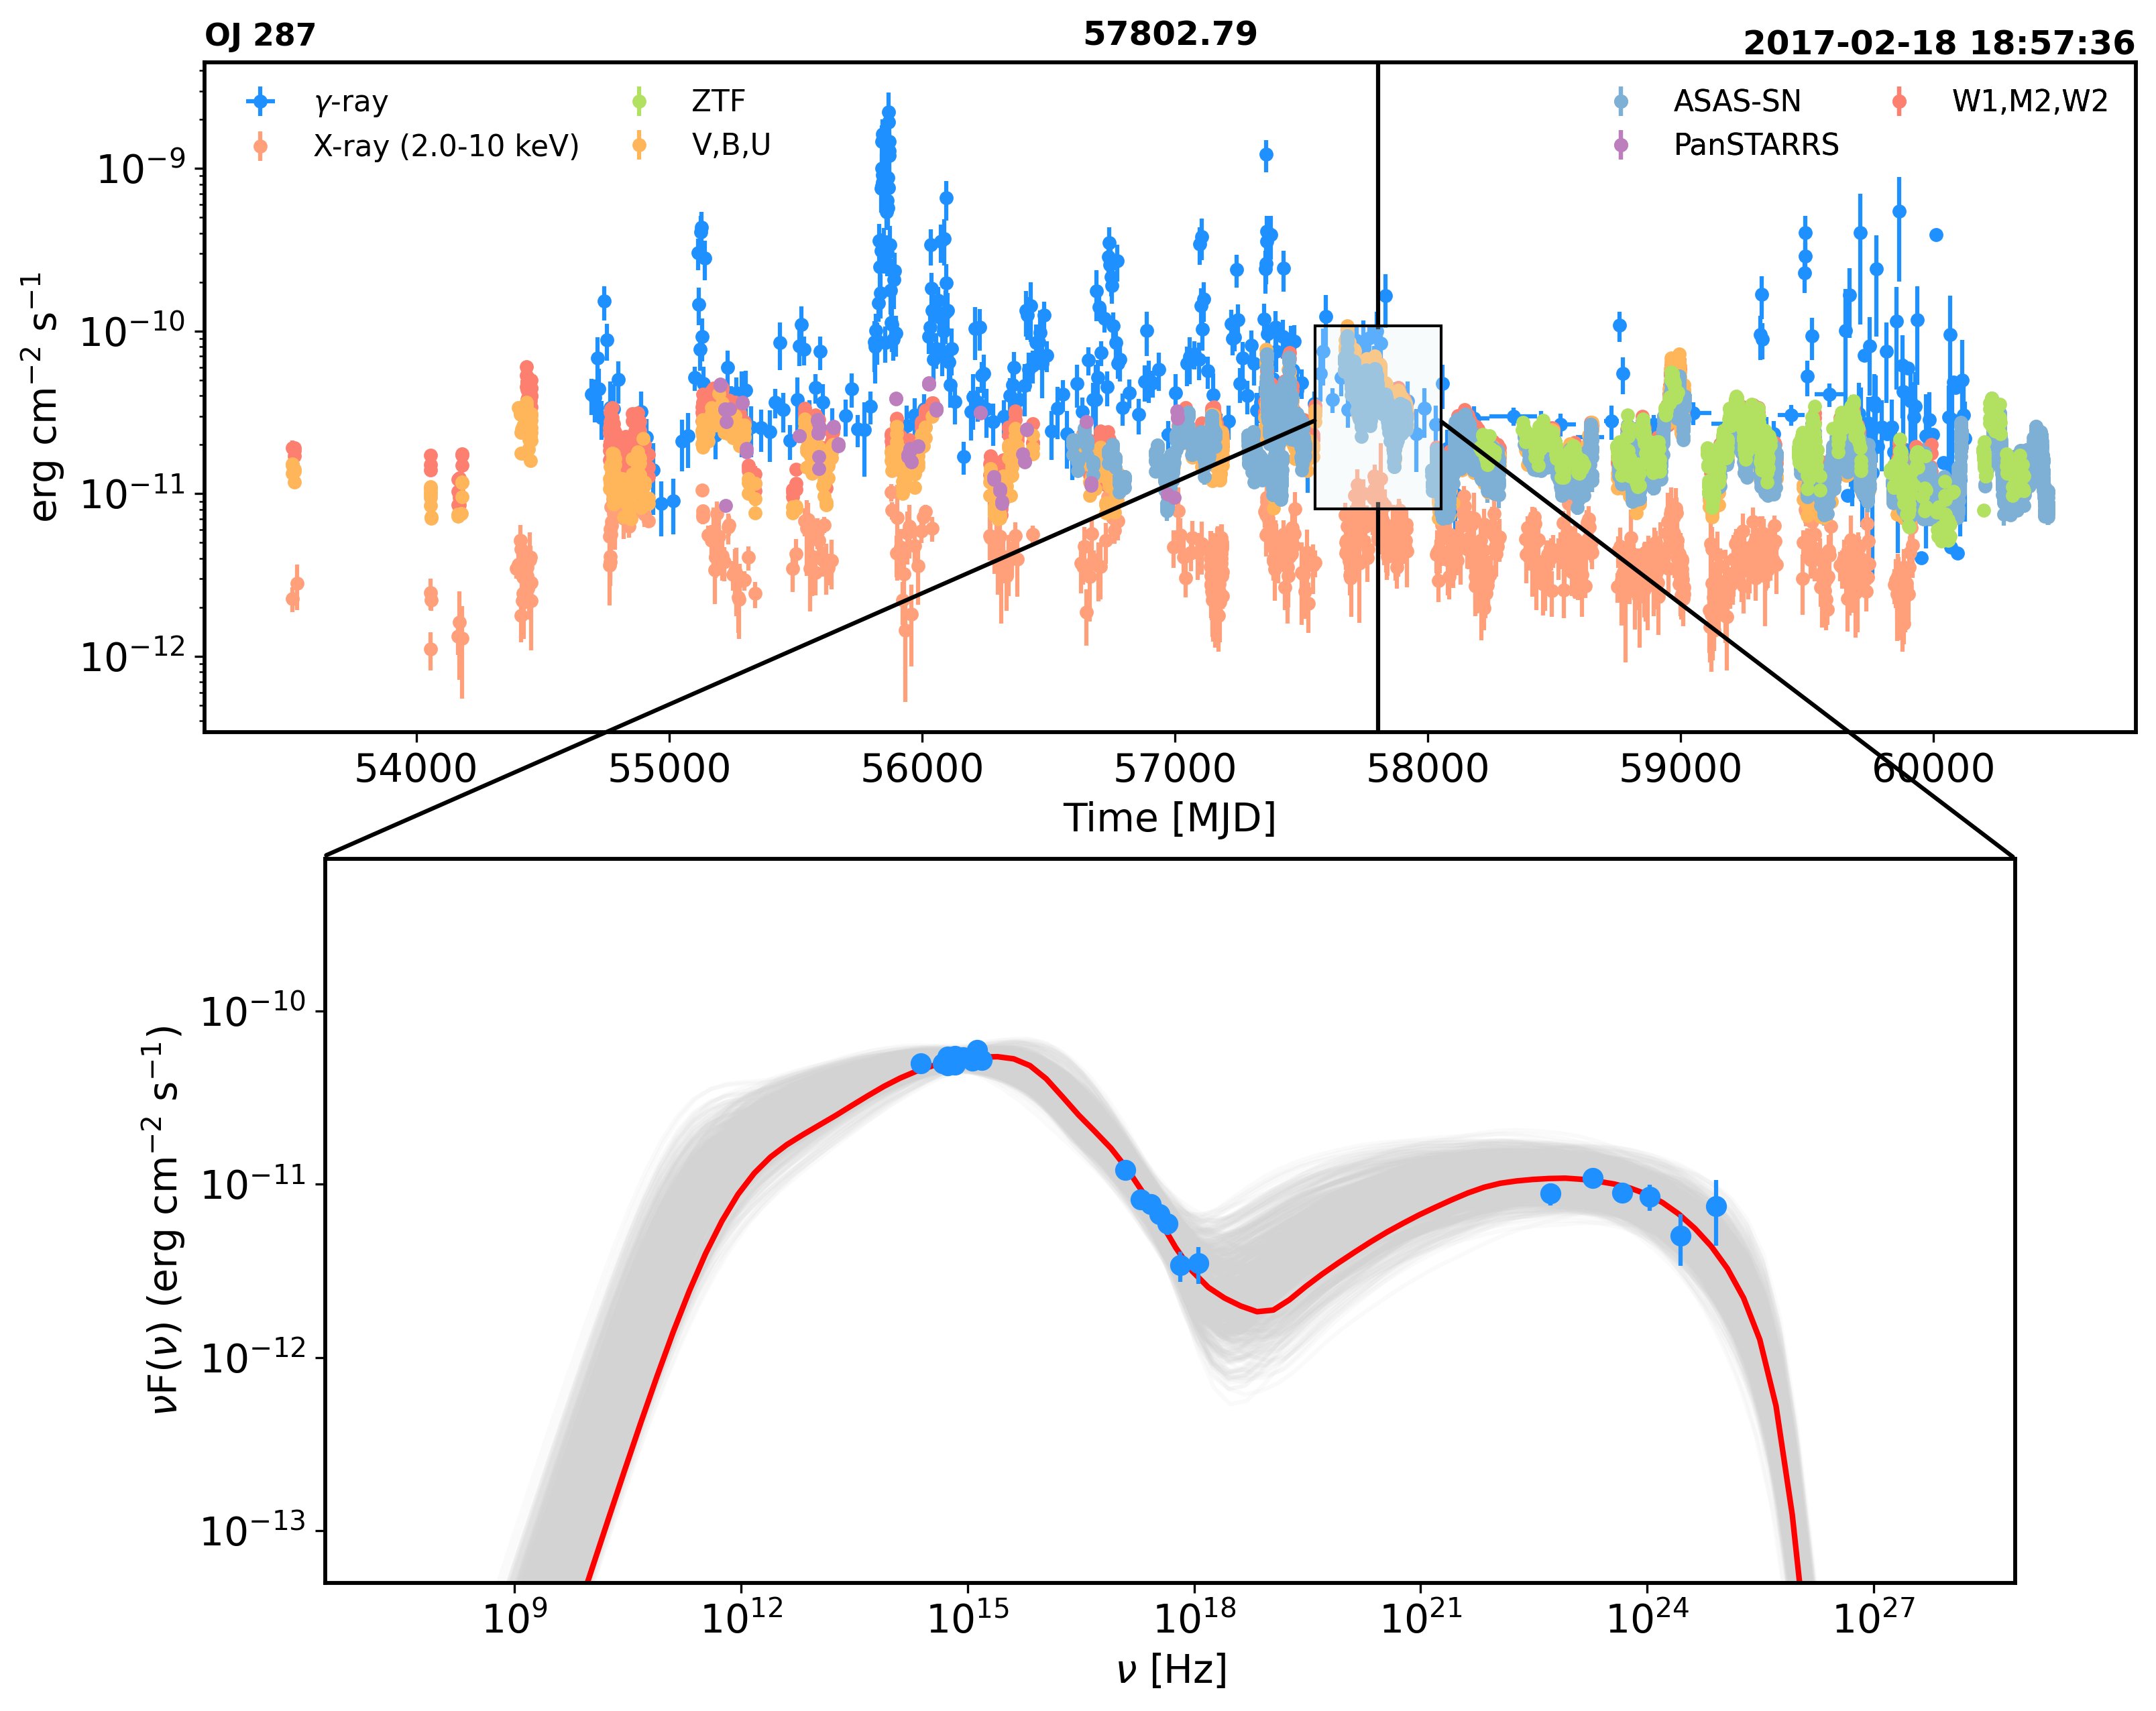 OJ 287
57802.79
2017-02-18 18:57:36
γ-ray
X-ray (2.0-10 keV)
ZTF
V,B,U
ASAS-SN
PanSTARRS
W1,M2,W2
erg cm⁻² s⁻¹
10⁻⁹
10⁻¹⁰
10⁻¹¹
10⁻¹²
54000 55000 56000 57000 58000 59000 60000
Time [MJD]
νF(ν) (erg cm⁻² s⁻¹)
10⁻¹⁰
10⁻¹¹
10⁻¹²
10⁻¹³
10⁹ 10¹² 10¹⁵ 10¹⁸ 10²¹ 10²⁴ 10²⁷
ν [Hz]